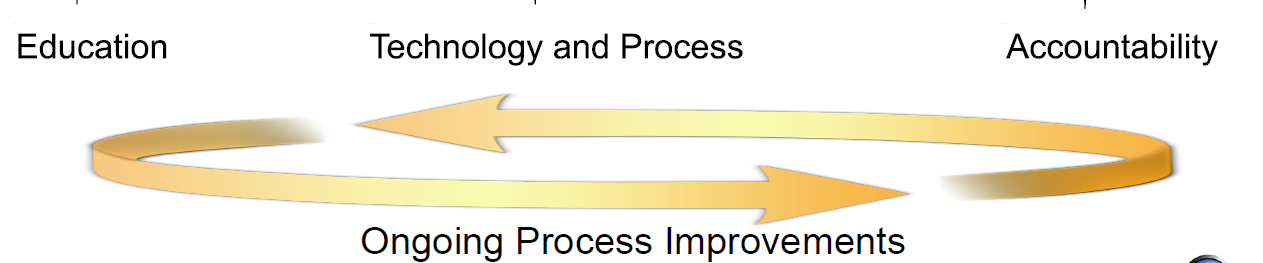 Education
Technology and Process
Accountability
Ongoing Process Improvements